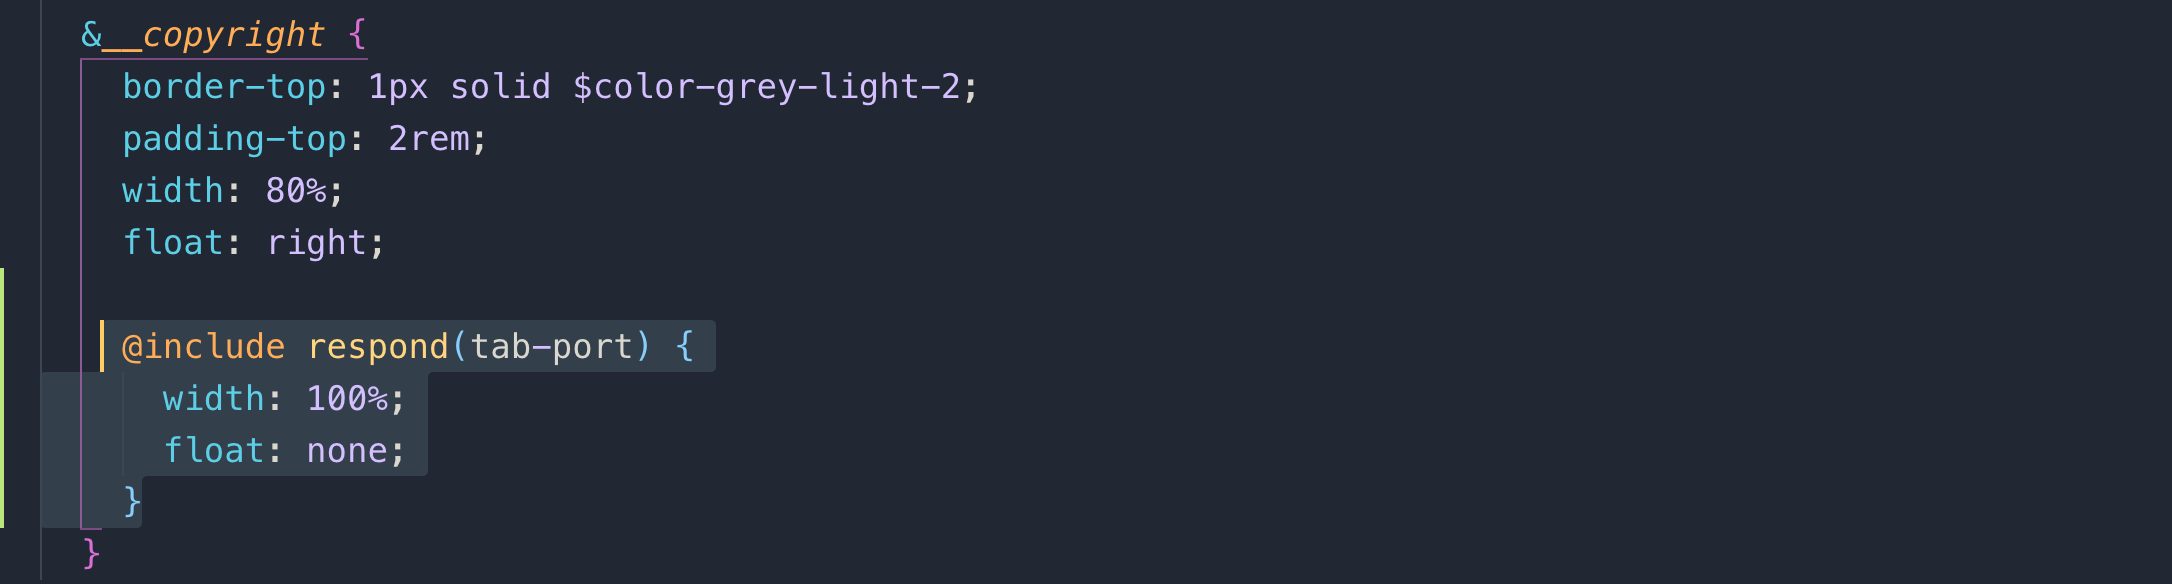 &__copyright {
border-top: 1px solid $color-grey-light-2;
padding-top: 2rem;
width: 80%;
float: right;
@include respond(tab-port) {
width: 100%;
float: none;
}
}